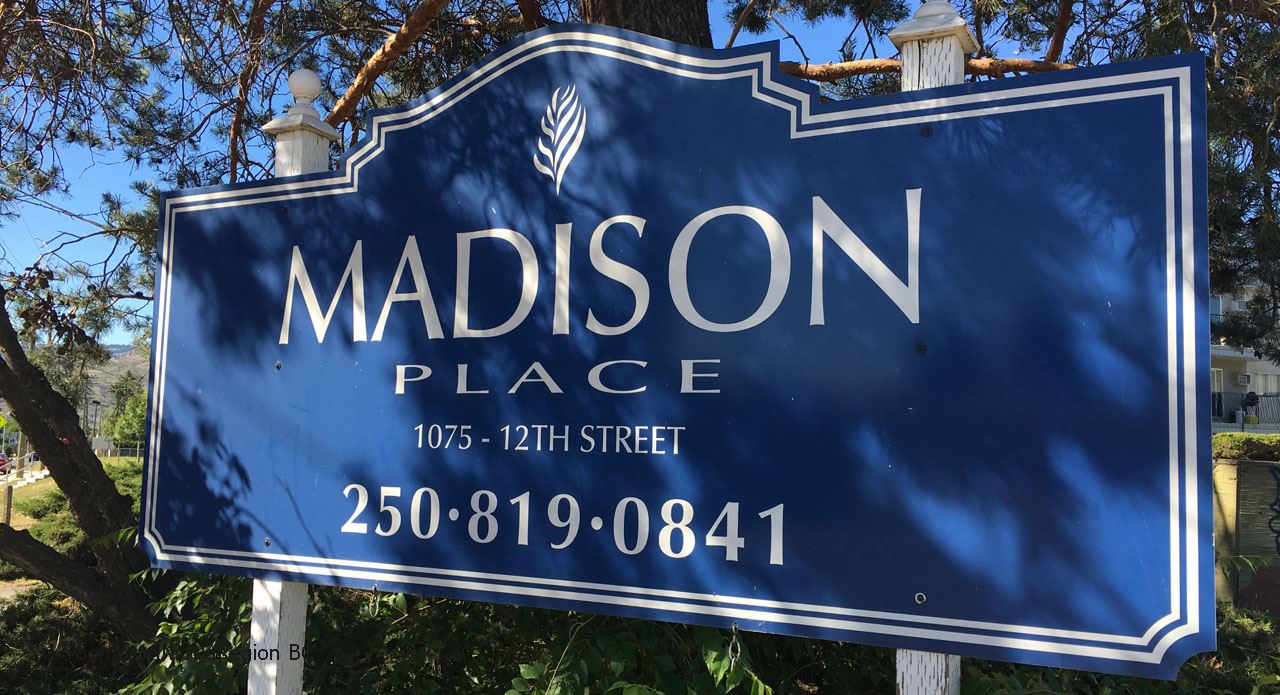 MADISON
PLACE
1075 - 12TH STREET
250·819·0841